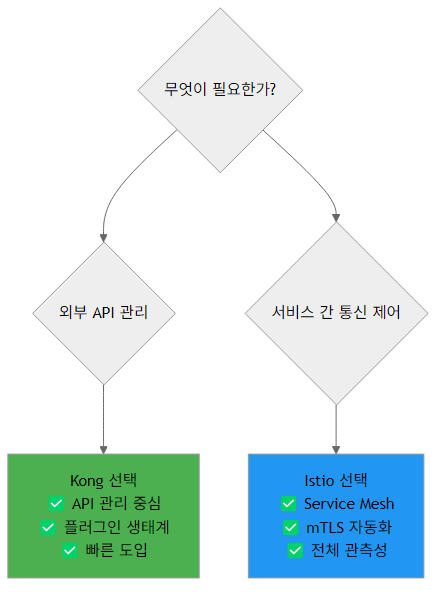 무엇이 필요한가?
외부 API 관리
서비스 간 통신 제어
Kong 선택
✅ API 관리 중심
✅ 플러그인 생태계
✅ 빠른 도입
Istio 선택
✅ Service Mesh
✅ mTLS 자동화
✅ 전체 관측성